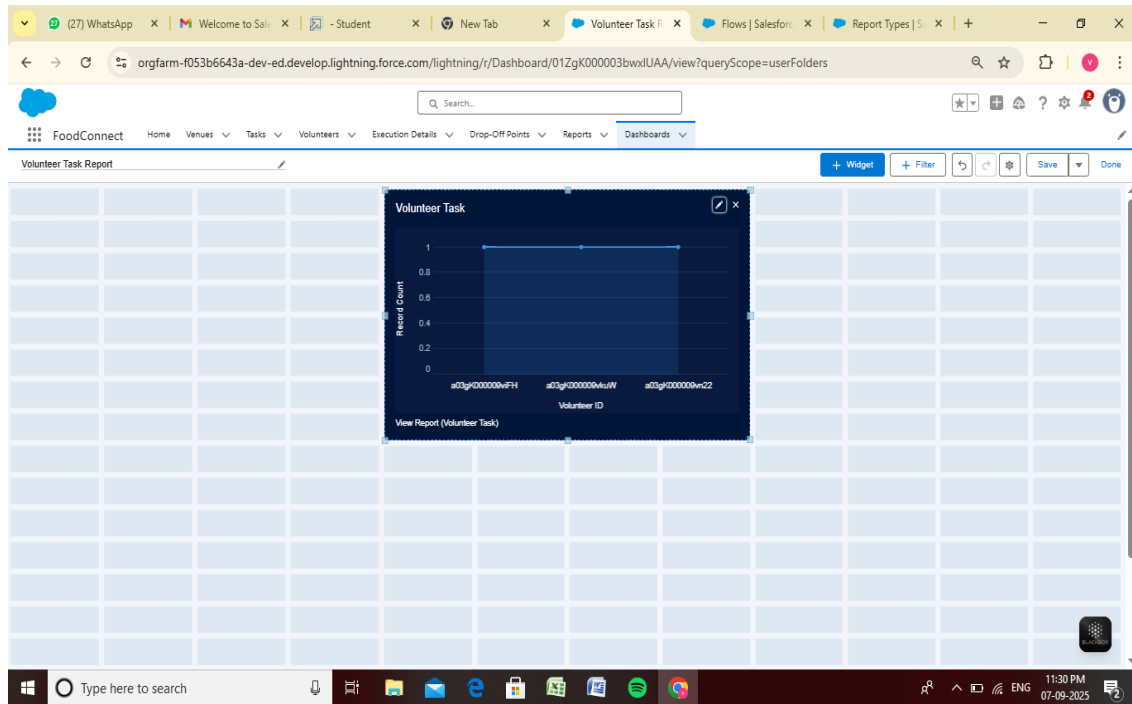 (27) WhatsApp
Welcome to Sale
- Student
New Tab
Volunteer Task R
Flows | Salesforc
Report Types | S
orgfarm-f053b6643a-dev-ed.develop.lightning.force.com/lightning/r/Dashboard/01ZgK000003bwxlUAA/view?queryScope=userFolders
V
Search...
2
FoodConnect Home Venues Tasks Volunteers Execution Details Drop-Off Points Reports Dashboards
Volunteer Task Report
+ Widget
+ Filter
Save
Done
Volunteer Task
1
0.8
0.6
0.4
0.2
0
Record Count
a03gK000009viFH a03gK000009vkuW a03gK000009vn22
Volunteer ID
View Report (Volunteer Task)
BLACKBOX
Type here to search
ENG
11:30 PM
07-09-2025
2